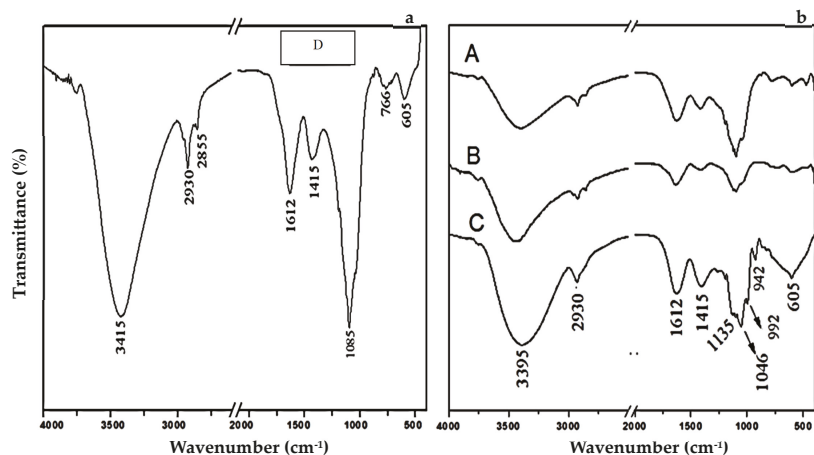 a
D
3415
2930
2855
1612
1415
1085
766
605
Transmittance (%)
4000 3500 3000 2000 1500 1000 500
Wavenumber (cm⁻¹)
b
A
B
C
3395
2930
1612
1415
1135
1046
992
942
605
4000 3500 3000 2000 1500 1000 500
Wavenumber (cm⁻¹)